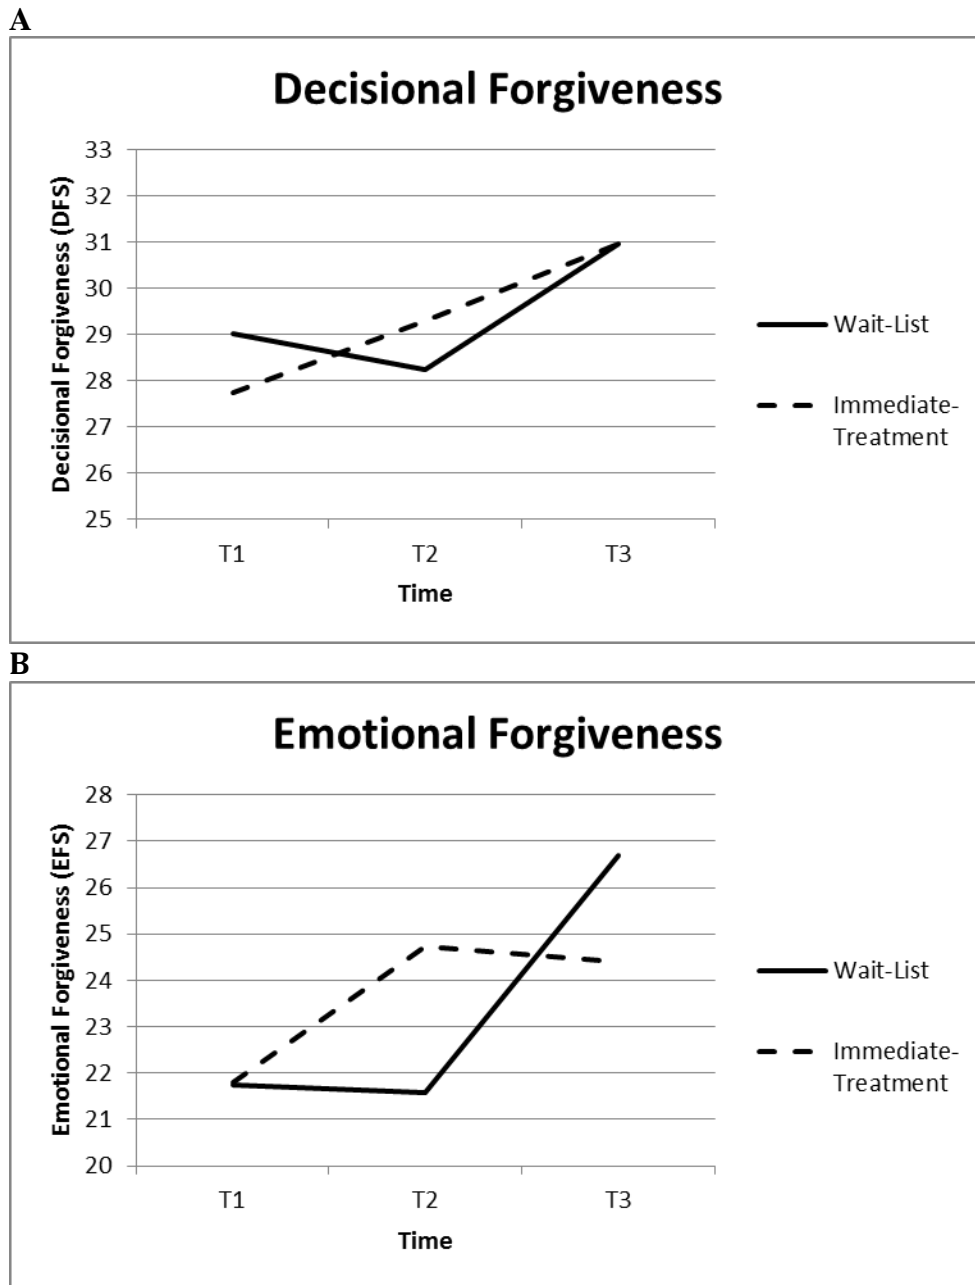 A
Decisional Forgiveness
Decisional Forgiveness (DFS)
33
32
31
30
29
28
27
26
25
T1 T2 T3
Time
Wait-List
Immediate-
Treatment
B
Emotional Forgiveness
Emotional Forgiveness (EFS)
28
27
26
25
24
23
22
21
20
T1 T2 T3
Time
Wait-List
Immediate-
Treatment